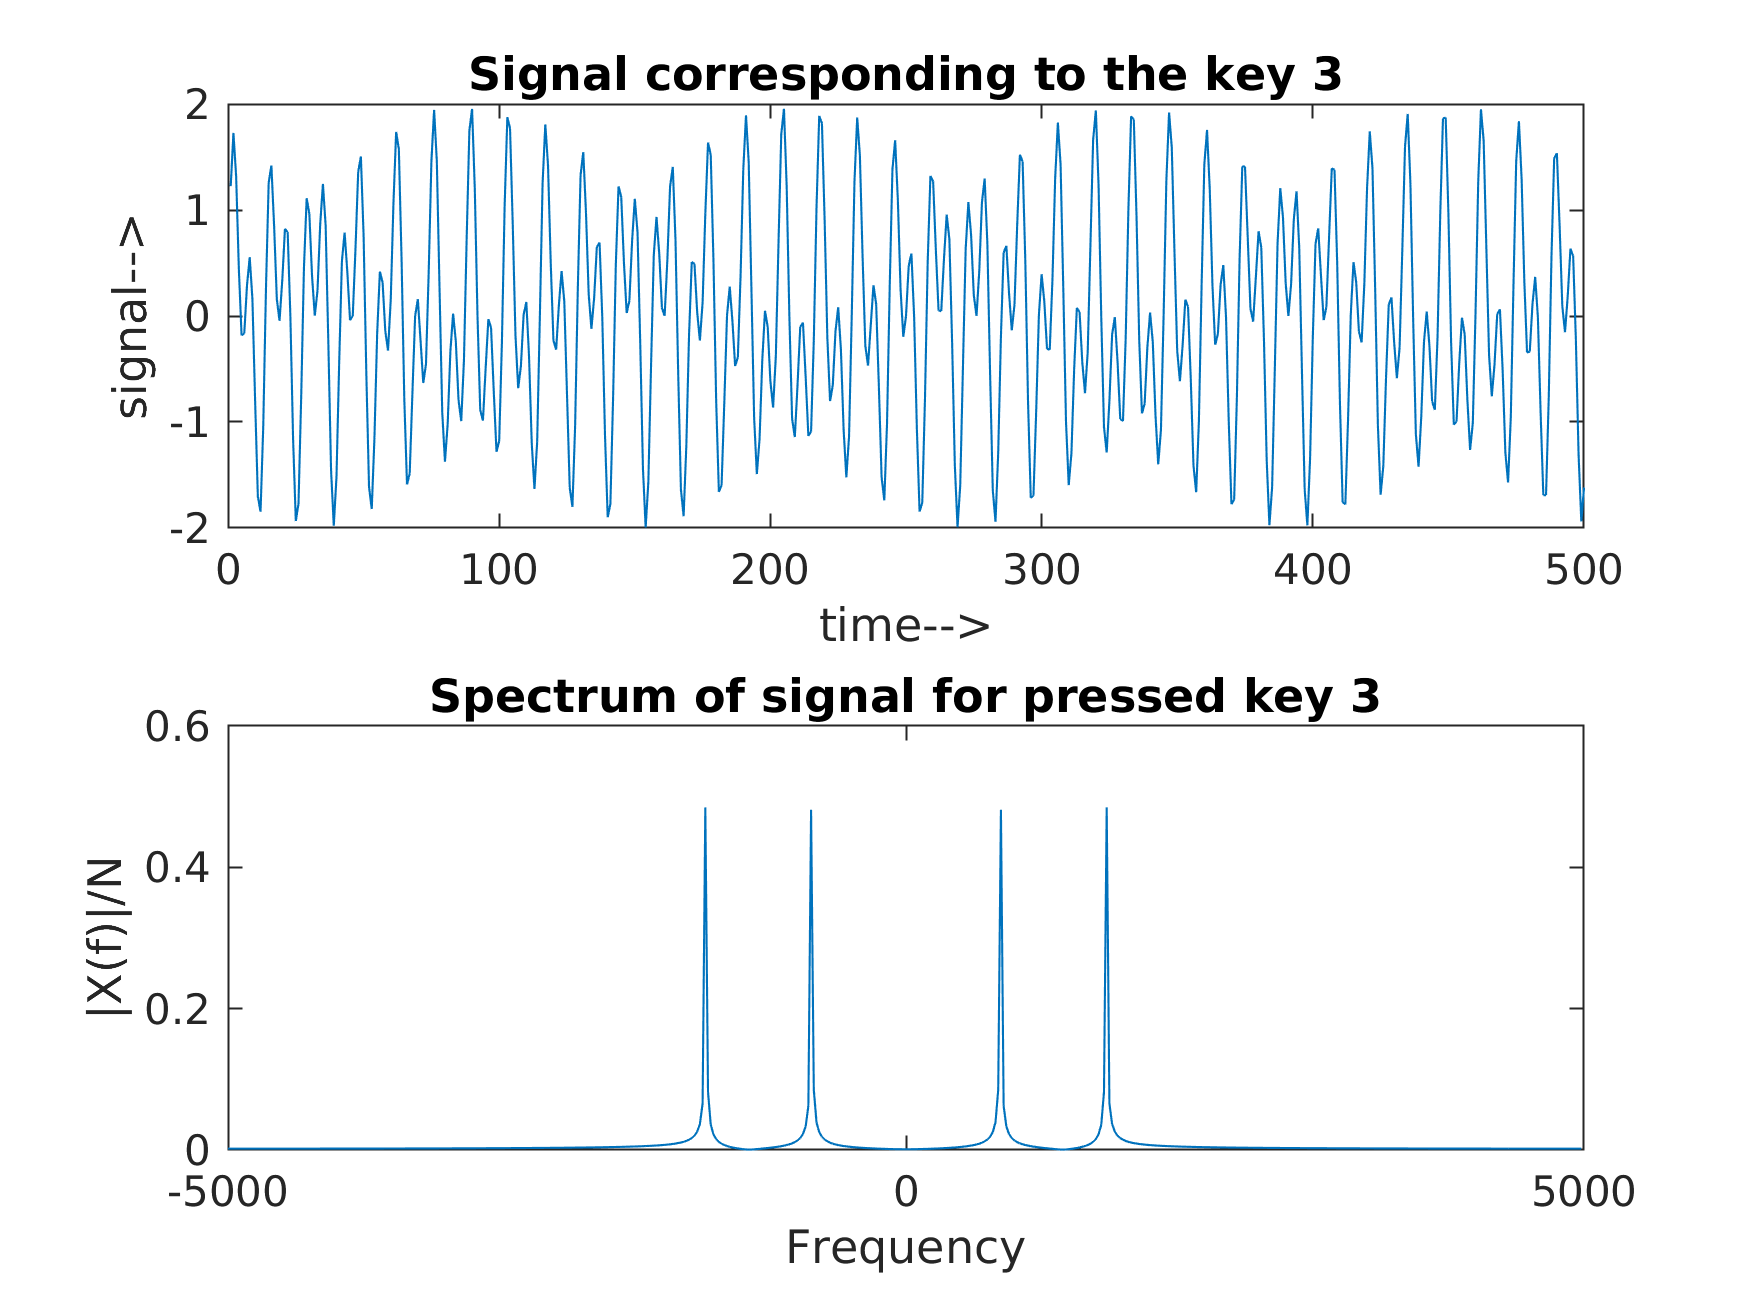 Signal corresponding to the key 3
2
1
0
-1
-2
signal-->
0 100 200 300 400 500
time-->
Spectrum of signal for pressed key 3
0.6
0.4
0.2
0
|X(f)|/N
-5000 0 5000
Frequency